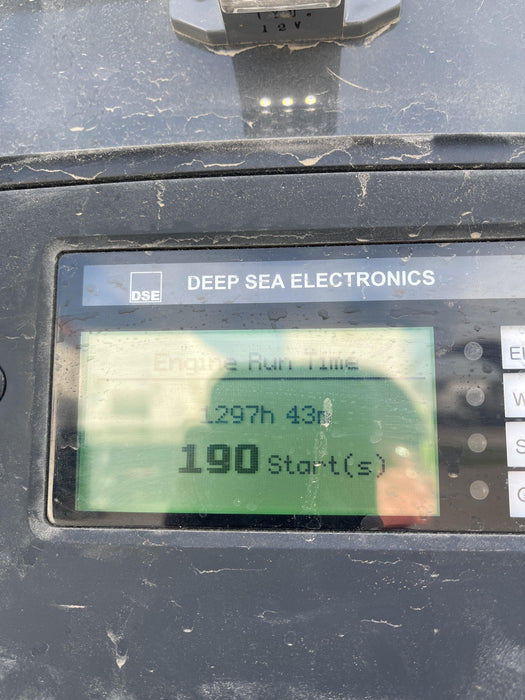 12V
DSE
DEEP SEA ELECTRONICS
Engine Run Time
1297h 43m
190 Start(s)